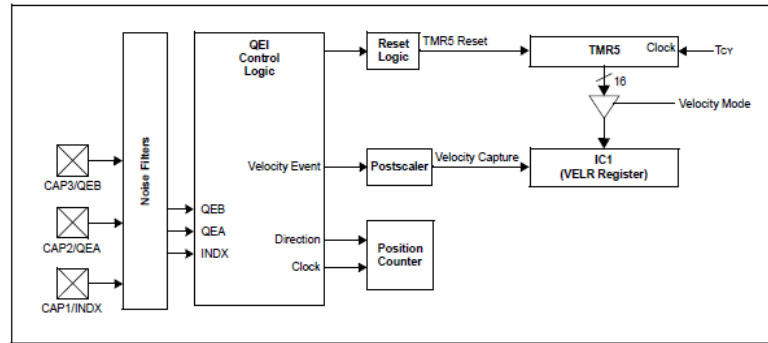 QEI
Control
Logic
Reset
Logic
TMR5 Reset
TMR5
Clock
TCY
16
Velocity Mode
Noise Filters
Velocity Event
Postscaler
Velocity Capture
IC1
(VELR Register)
CAP3/QEB
QEB
CAP2/QEA
QEA
INDX
Direction
Clock
Position
Counter
CAP1/INDX